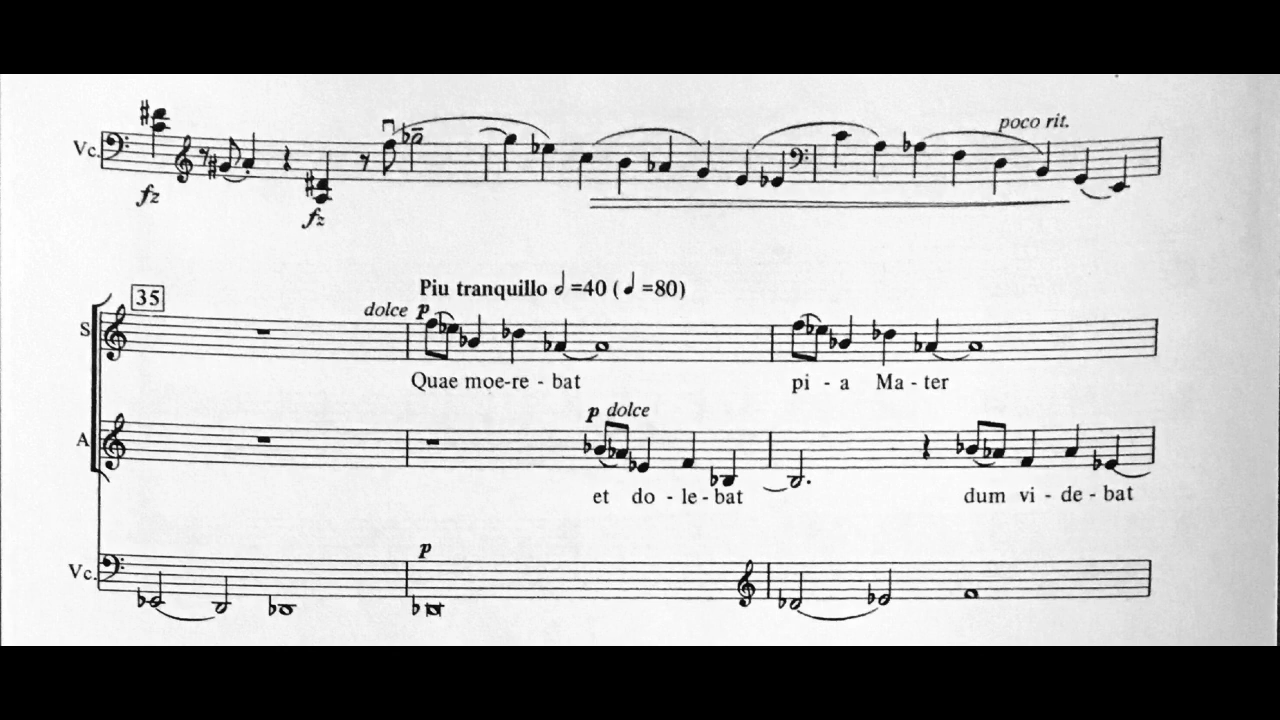 poco rit.
Vc.
fz
fz
35
Piu tranquillo 𝅗𝅥 =40 ( ♩ =80)
dolce p
S
Quae moe-re - bat pi - a Ma - ter
p dolce
A
et do - le - bat dum vi - de - bat
p
Vc.